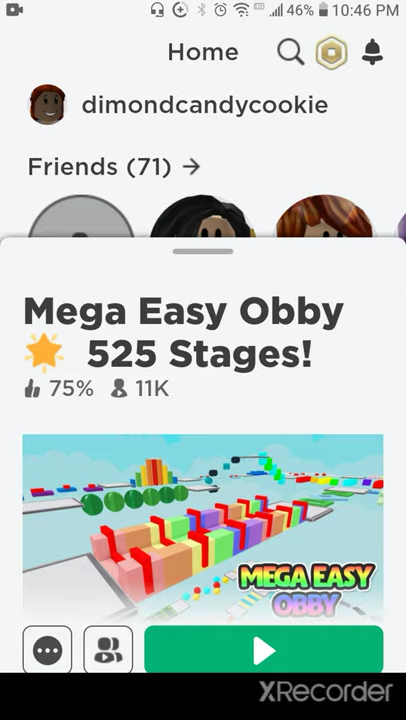 46% 10:46 PM
Home
dimondcandycookie
Friends (71) →
Mega Easy Obby
🌟 525 Stages!
75% 11K
MEGA EASY
OBBY
XRecorder